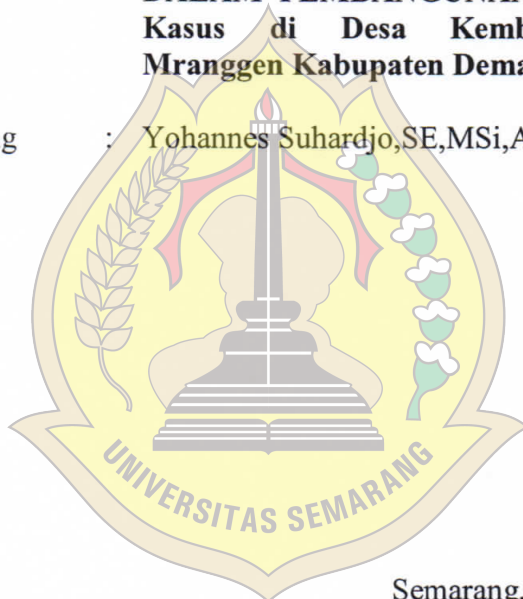 Kasus di Desa Kemb
Mranggen Kabupaten Dema
g : Yohannes Suhardjo,SE,MSi,A
UNIVERSITAS SEMARANG
Semarang,